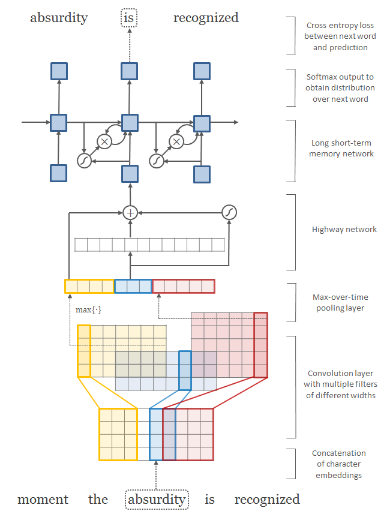 absurdity is recognized
Cross entropy loss
between next word
and prediction
Softmax output to
obtain distribution
over next word
Long short-term
memory network
Highway network
+
max{·}
Max-over-time
pooling layer
Convolution layer
with multiple filters
of different widths
Concatenation
of character
embeddings
moment the absurdity is recognized